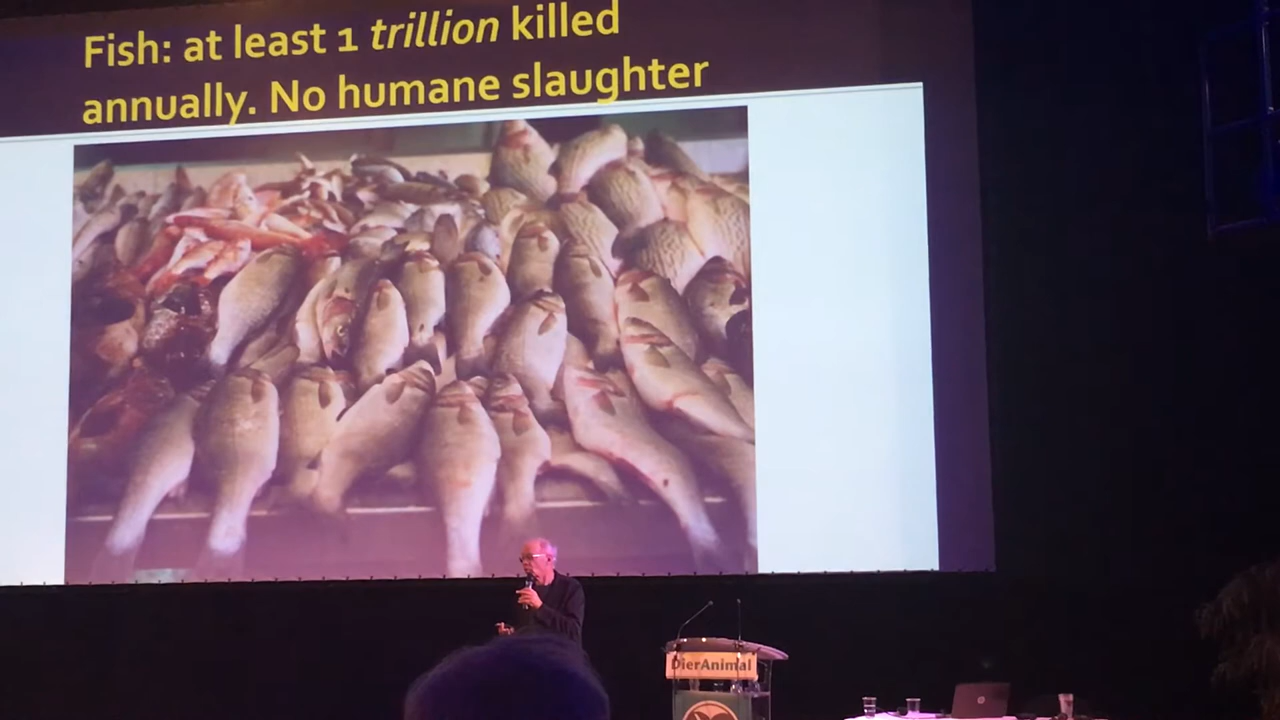 Fish: at least 1 trillion killed
annually. No humane slaughter
DierAnimal